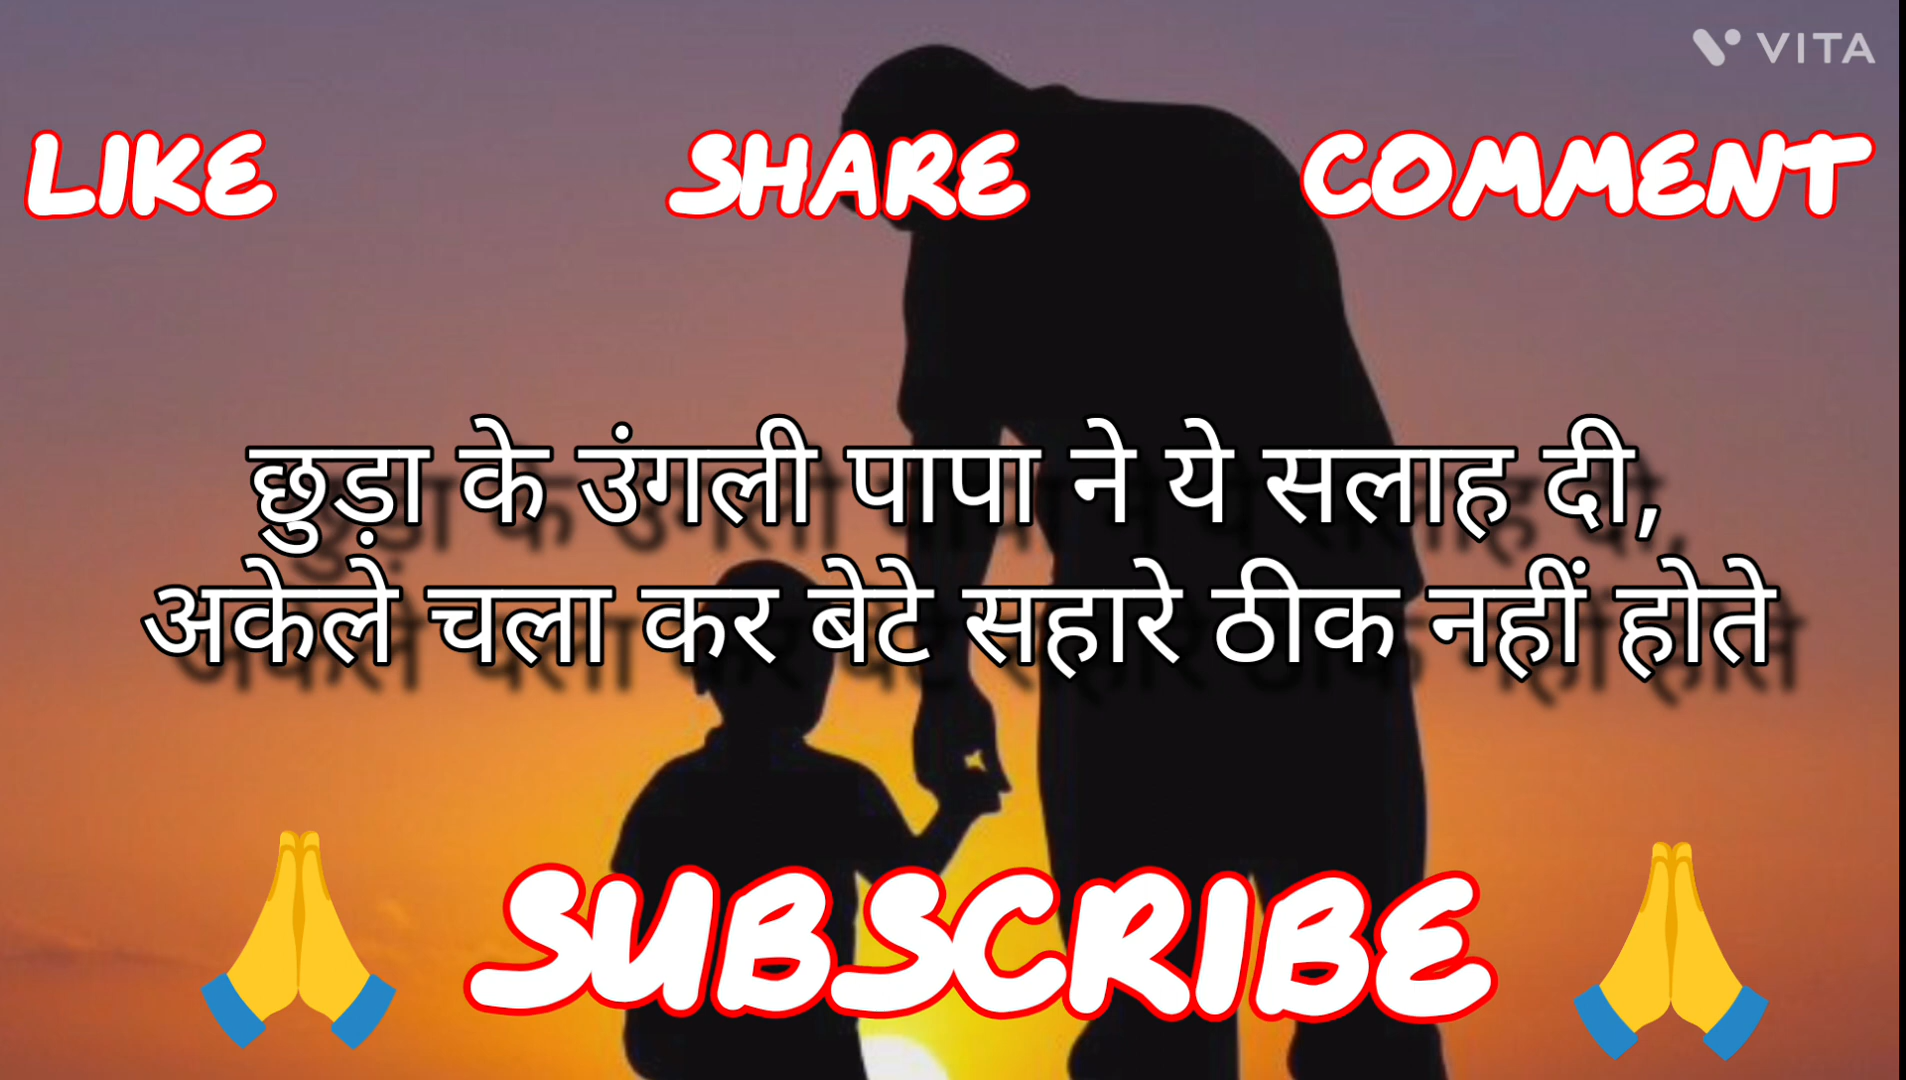 VITA
LIKE SHARE COMMENT
छुड़ा के उंगली पापा ने ये सलाह दी,
अकेले चला कर बेटे सहारे ठीक नहीं होते
SUBSCRIBE